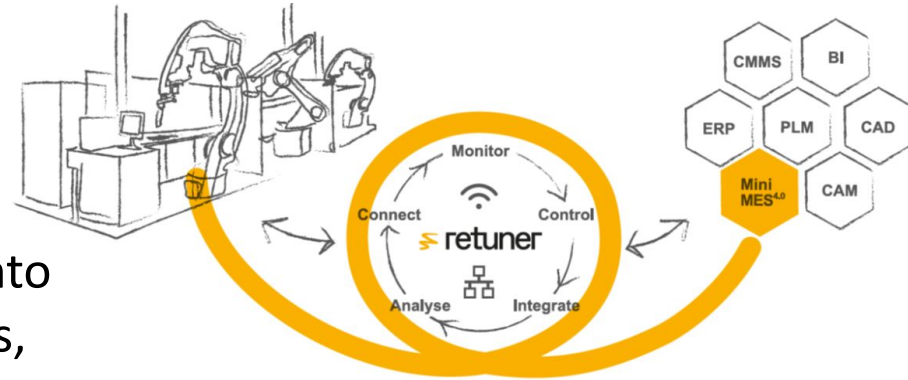 CMMS
BI
ERP
PLM
CAD
Mini
MES4.0
CAM
Monitor
Connect
Control
retuner
Analyse
Integrate
nto
s,